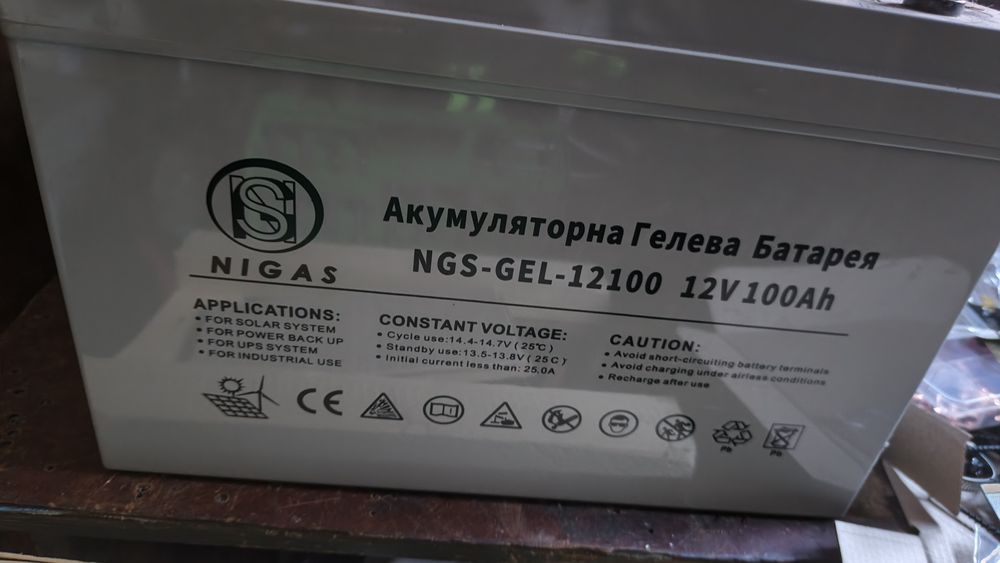 NIGAS
Акумуляторна Гелева Батарея
NGS-GEL-12100 12V 100Ah
APPLICATIONS:
• FOR SOLAR SYSTEM
• FOR POWER BACK UP
• FOR UPS SYSTEM
• FOR INDUSTRIAL USE
CONSTANT VOLTAGE:
• Cycle use:14.4-14.7V ( 25℃)
• Standby use:13.5-13.8V ( 25 C )
• Initial current less than: 25.0A
CAUTION:
• Avoid short-circuiting battery terminals
• Avoid charging under airless conditions
• Recharge after use
CE
Pb
Pb